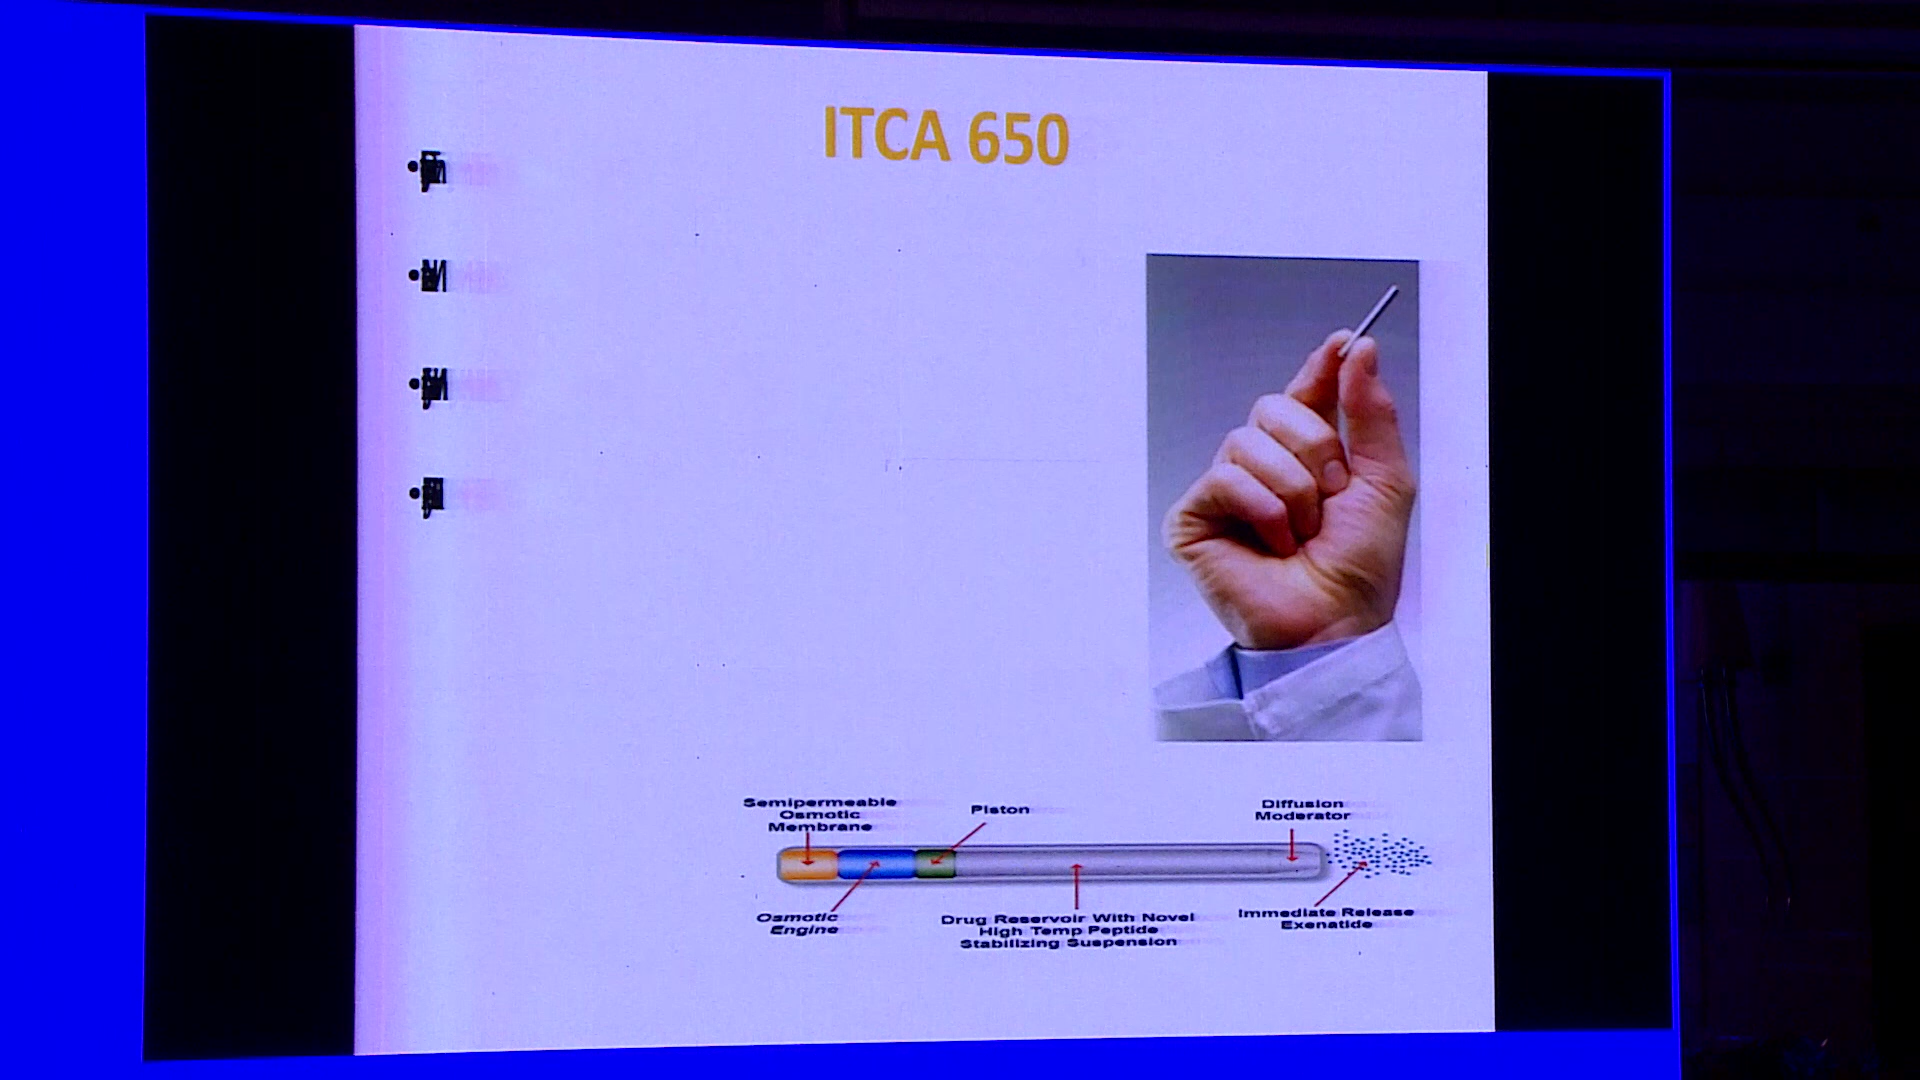 ITCA 650
Semipermeable
Osmotic
Membrane
Piston
Diffusion
Moderator
Osmotic
Engine
Drug Reservoir With Novel
High Temp Peptide
Stabilizing Suspension
Immediate Release
Exenatide